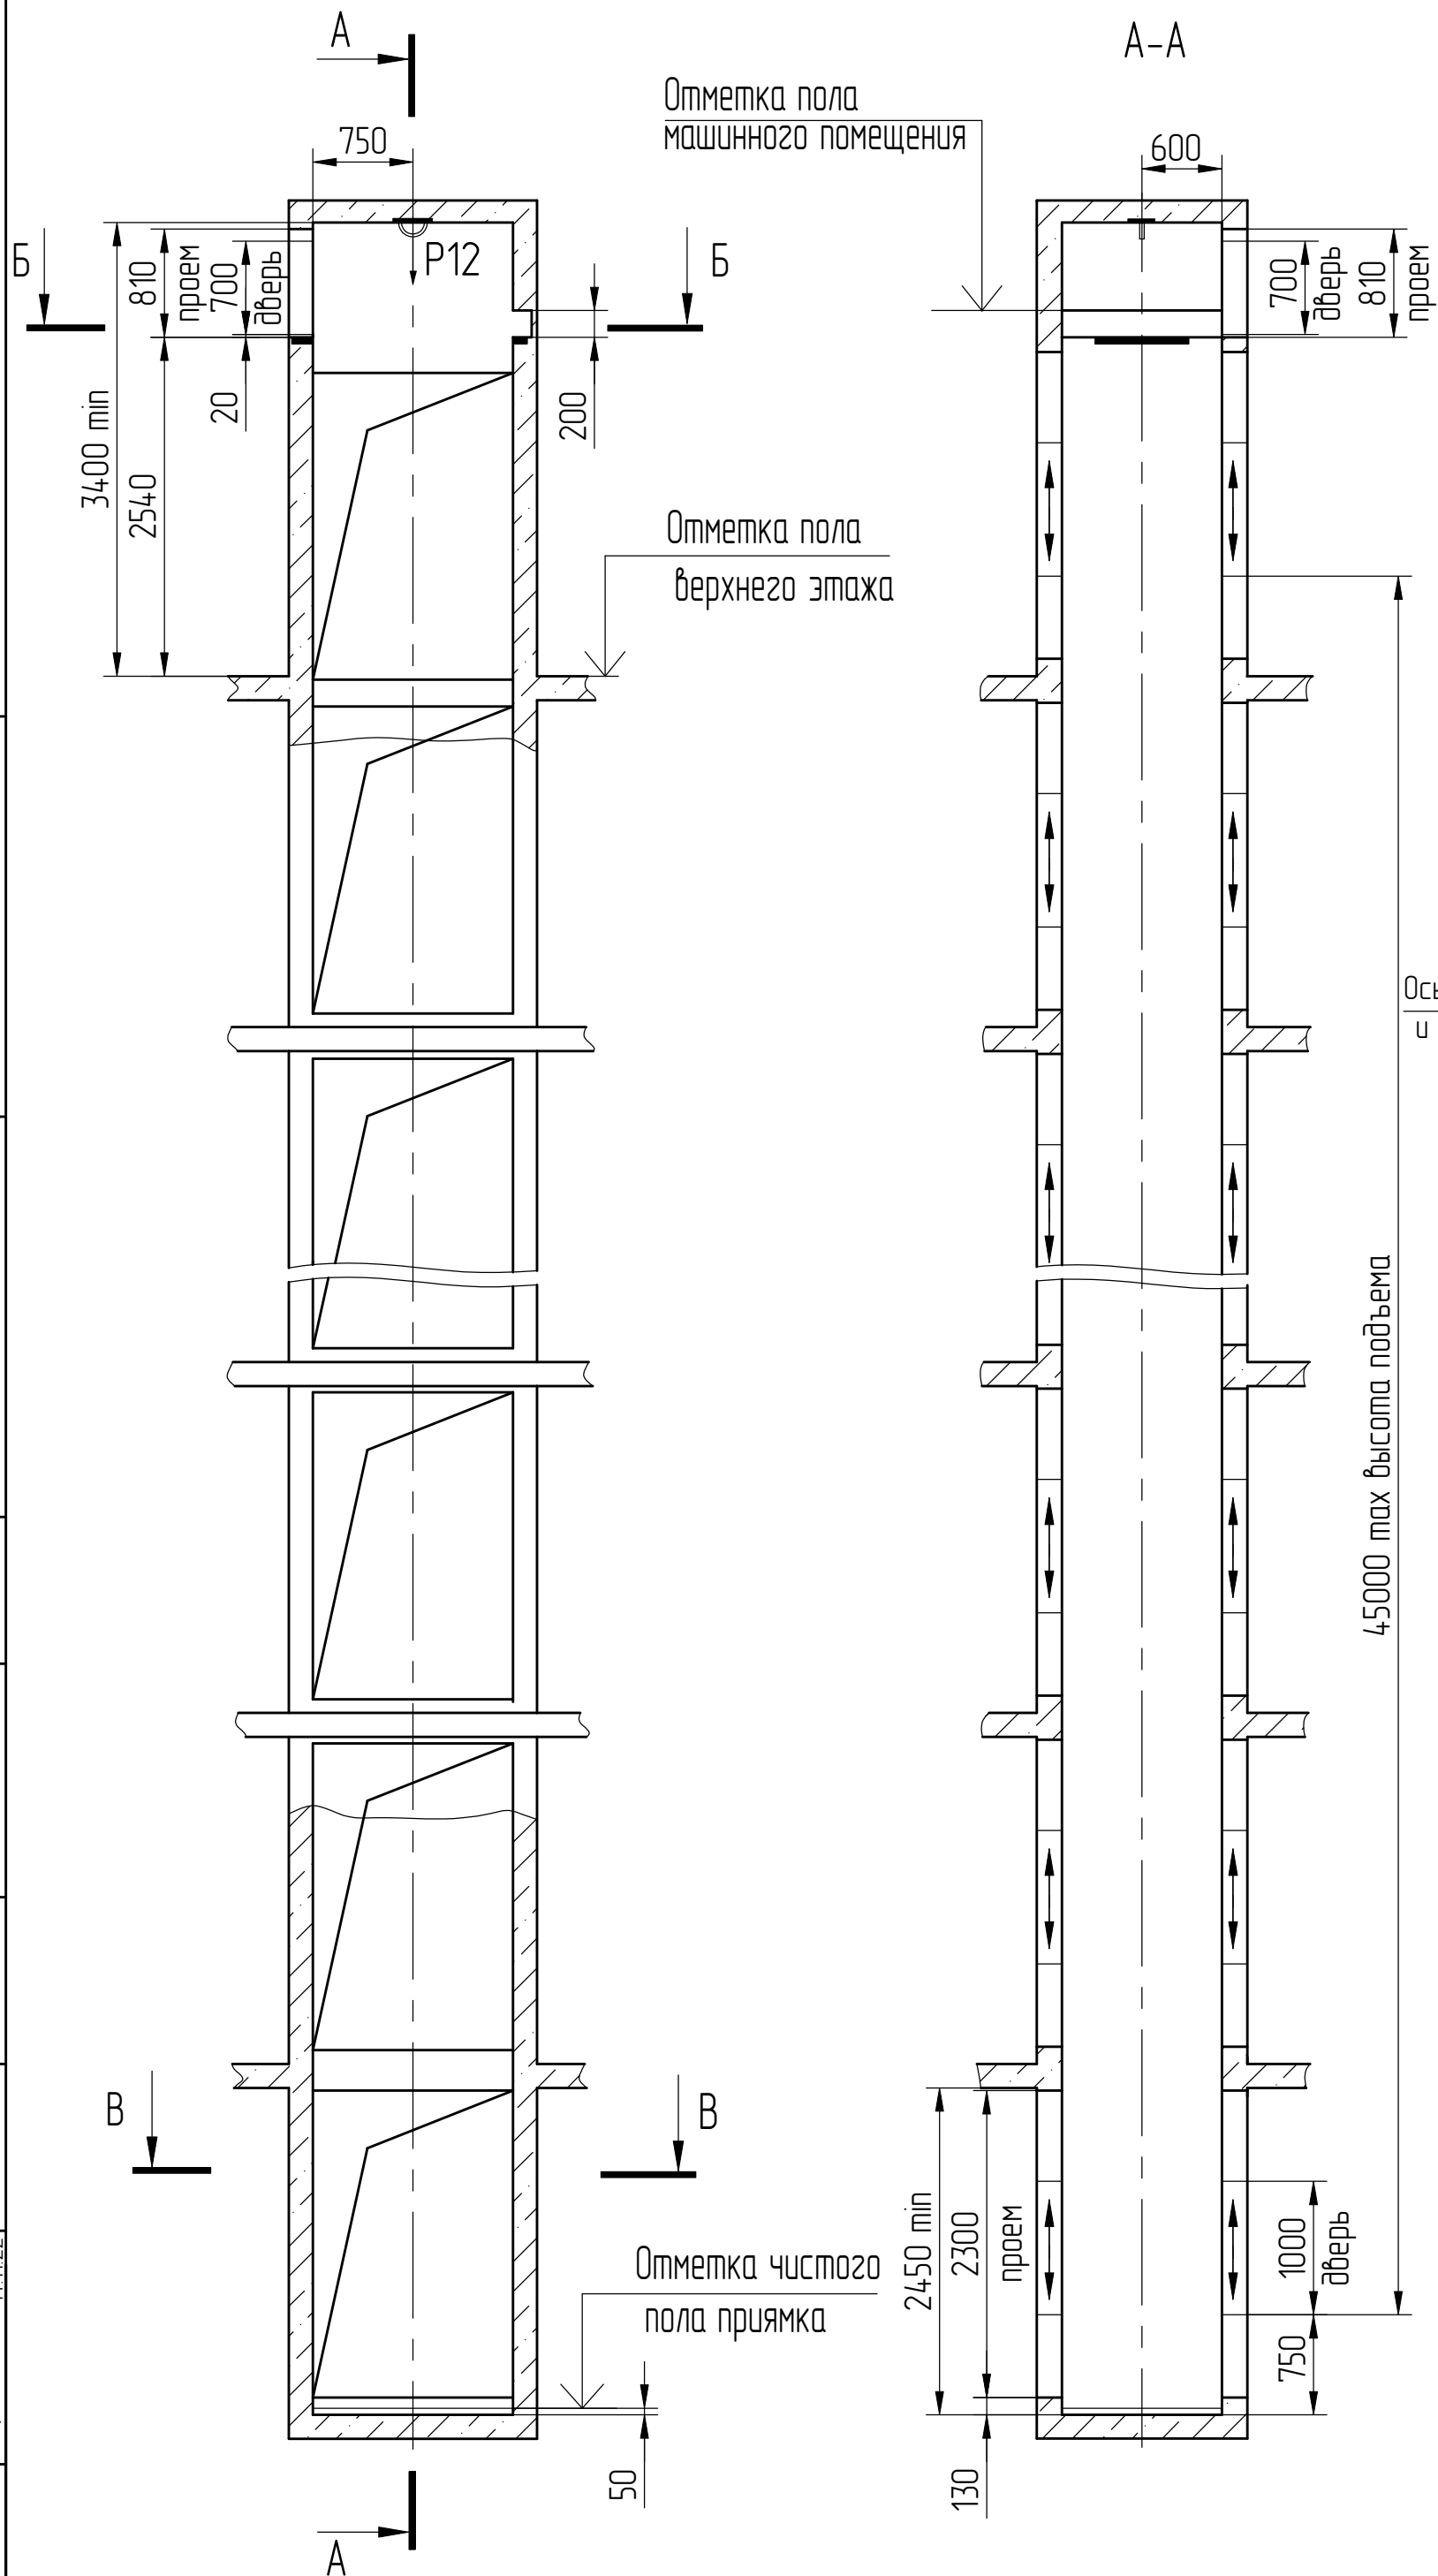 А
А-А
Отметка пола
машинного помещения
750
600
Б
Р12
Б
810
проем
700
дверь
700
дверь
810
проем
20
200
3400 min
2540
Отметка пола
верхнего этажа
Ось
и
45000 max высота подъема
В
В
2450 min
2300
проем
1000
дверь
Отметка чистого
пола приямка
750
50
130
А